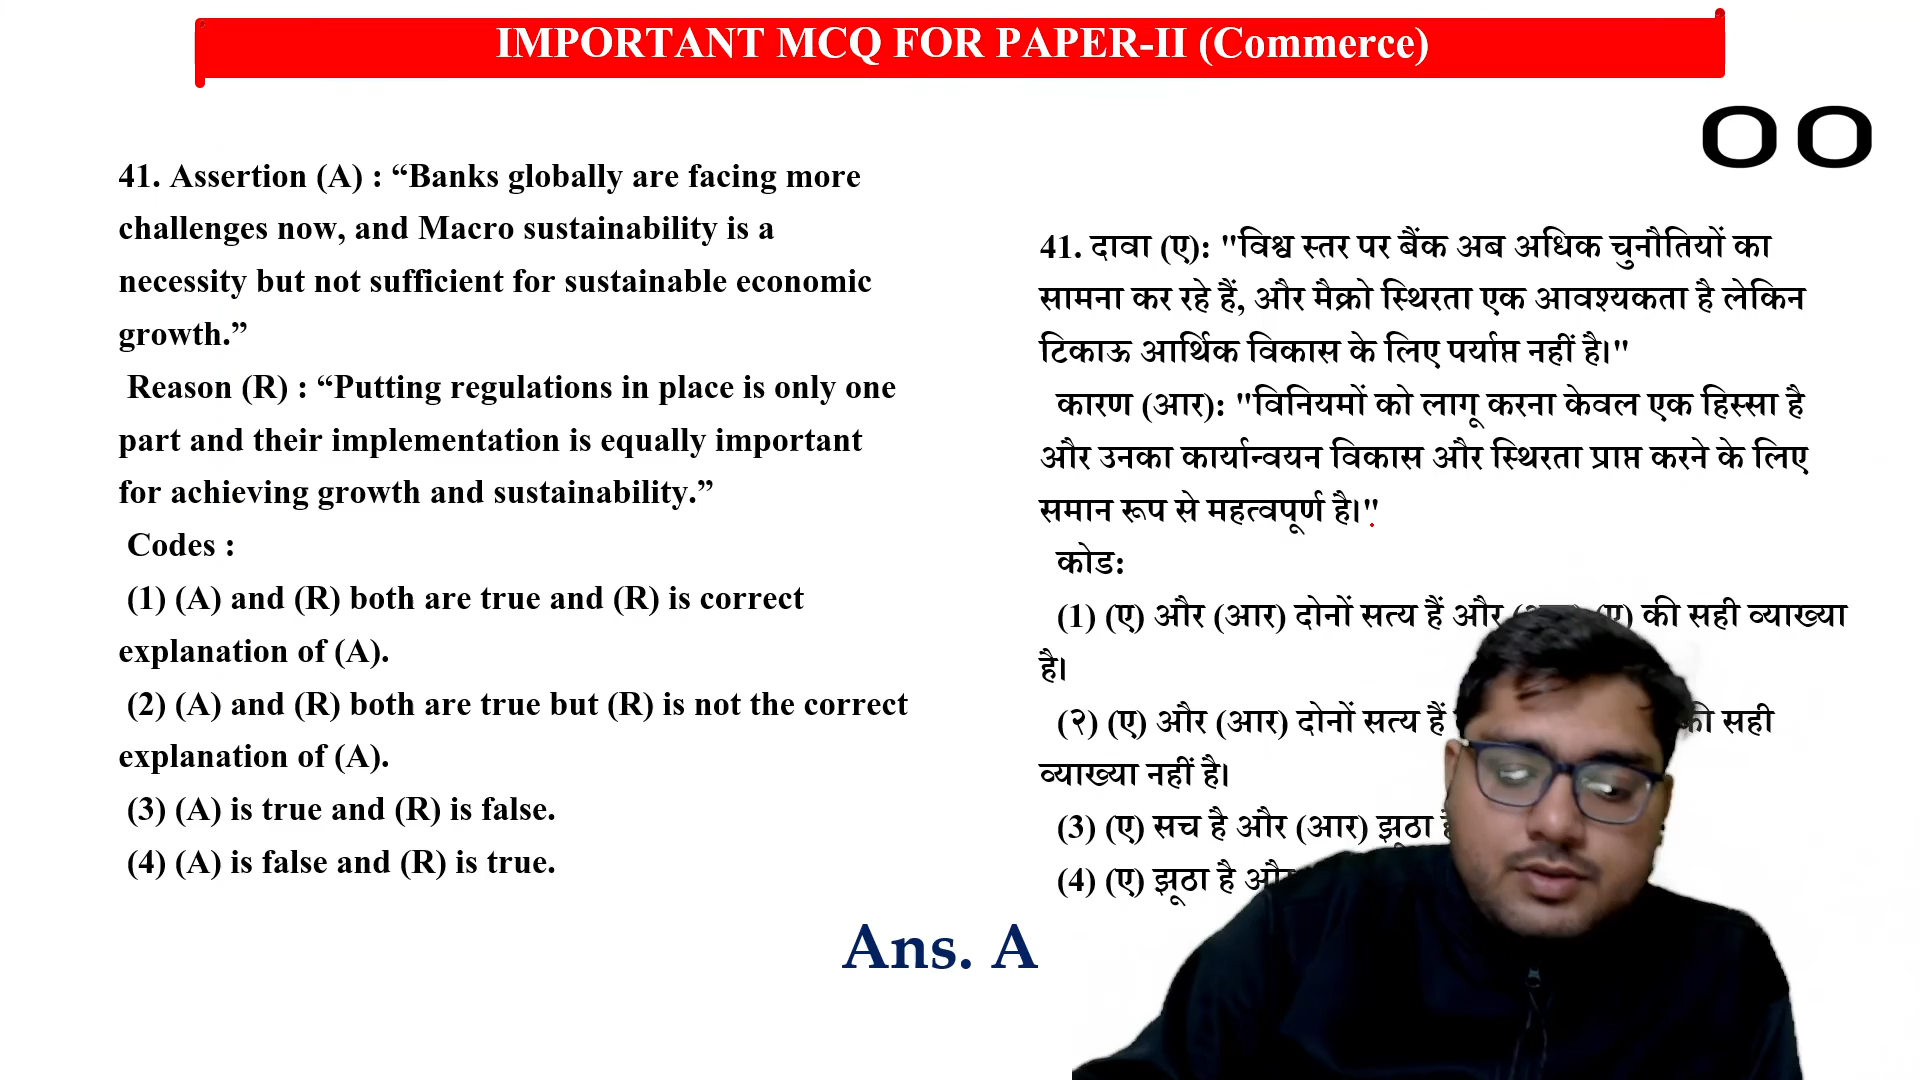 IMPORTANT MCQ FOR PAPER-II (Commerce)
00
41. Assertion (A) : “Banks globally are facing more
challenges now, and Macro sustainability is a
necessity but not sufficient for sustainable economic
growth.”
Reason (R) : “Putting regulations in place is only one
part and their implementation is equally important
for achieving growth and sustainability.”
Codes :
(1) (A) and (R) both are true and (R) is correct
explanation of (A).
(2) (A) and (R) both are true but (R) is not the correct
explanation of (A).
(3) (A) is true and (R) is false.
(4) (A) is false and (R) is true.
41. दावा (ए): "विश्व स्तर पर बैंक अब अधिक चुनौतियों का
सामना कर रहे हैं, और मैक्रो स्थिरता एक आवश्यकता है लेकिन
टिकाऊ आर्थिक विकास के लिए पर्याप्त नहीं है।"
कारण (आर): "विनियमों को लागू करना केवल एक हिस्सा है
और उनका कार्यान्वयन विकास और स्थिरता प्राप्त करने के लिए
समान रूप से महत्वपूर्ण है।"
कोड:
(1) (ए) और (आर) दोनों सत्य हैं और की सही व्याख्या
है।
(२) (ए) और (आर) दोनों सत्य हैं की सही
व्याख्या नहीं है।
(3) (ए) सच है और (आर) झूठा
(4) (ए) झूठा है और
Ans. A